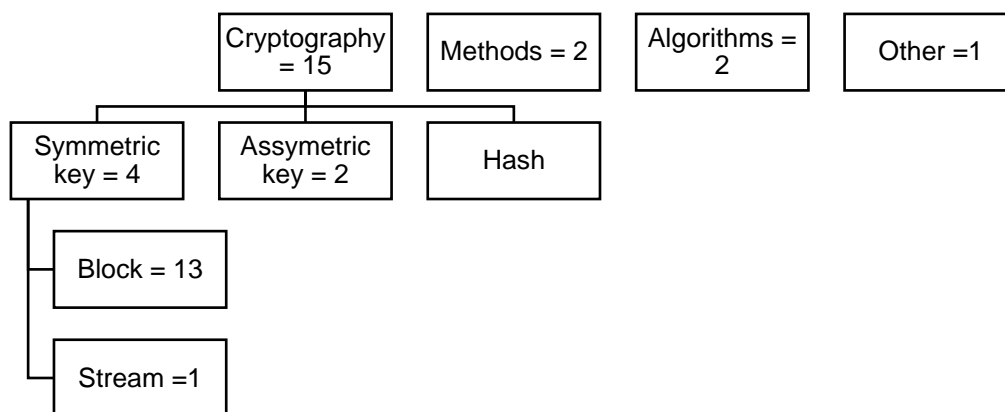 Cryptography
= 15
Methods = 2
Algorithms =
2
Other =1
Symmetric
key = 4
Assymetric
key = 2
Hash
Block = 13
Stream =1